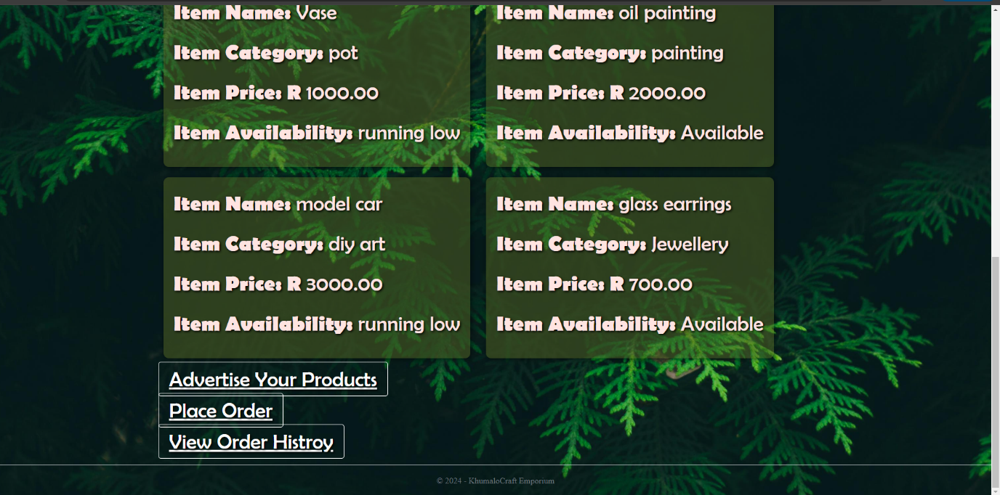 Item Name: Vase
Item Category: pot
Item Price: R 1000.00
Item Availability: running low
Item Name: oil painting
Item Category: painting
Item Price: R 2000.00
Item Availability: Available
Item Name: model car
Item Category: diy art
Item Price: R 3000.00
Item Availability: running low
Item Name: glass earrings
Item Category: Jewellery
Item Price: R 700.00
Item Availability: Available
Advertise Your Products
Place Order
View Order Histroy
© 2024 - KhumaloCraft Emporium